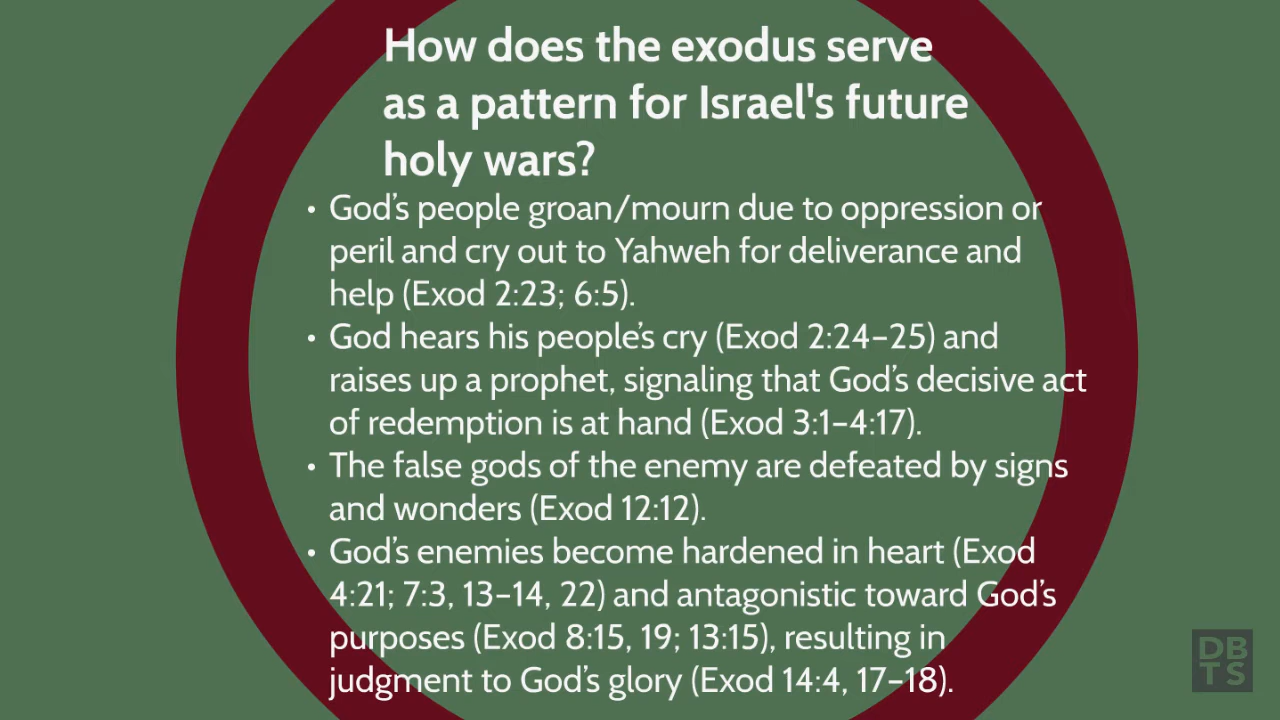 How does the exodus serve
as a pattern for Israel's future
holy wars?
• God’s people groan/mourn due to oppression or
peril and cry out to Yahweh for deliverance and
help (Exod 2:23; 6:5).
• God hears his people’s cry (Exod 2:24–25) and
raises up a prophet, signaling that God’s decisive act
of redemption is at hand (Exod 3:1–4:17).
• The false gods of the enemy are defeated by signs
and wonders (Exod 12:12).
• God’s enemies become hardened in heart (Exod
4:21; 7:3, 13–14, 22) and antagonistic toward God’s
purposes (Exod 8:15, 19; 13:15), resulting in
judgment to God’s glory (Exod 14:4, 17–18).
DB
TS